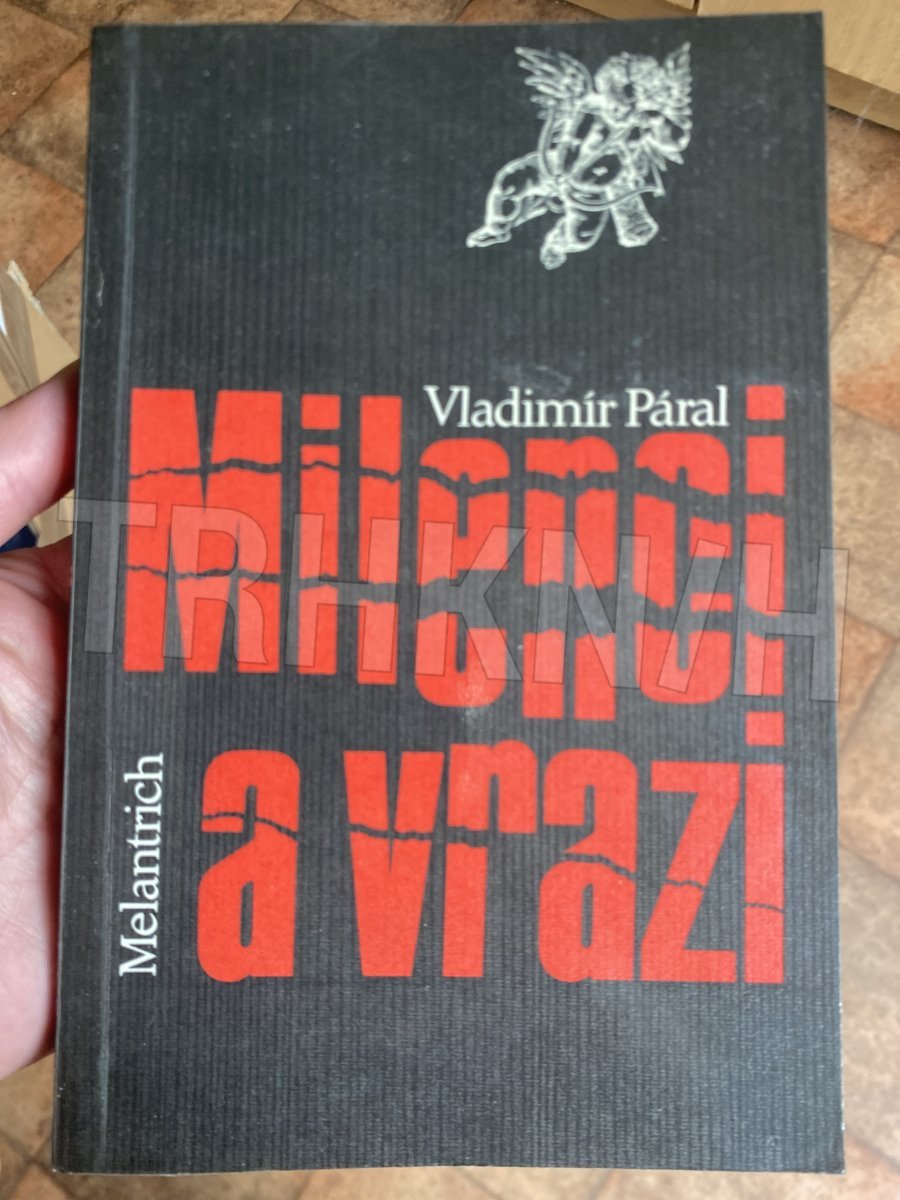 Vladimír Páral
Milenci
a vrazi
Melantrich
TRHKNIH